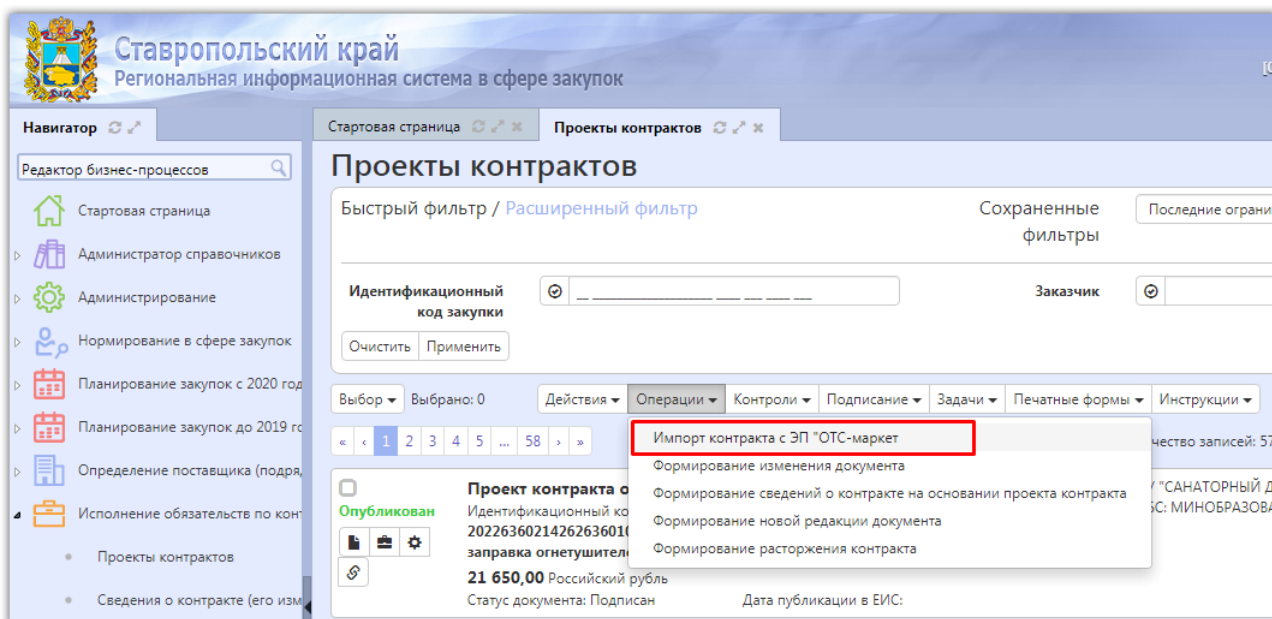 Ставропольский край
Региональная информационная система в сфере закупок
Навигатор
Стартовая страница
Проекты контрактов
Редактор бизнес-процессов
Стартовая страница
Администратор справочников
Администрирование
Нормирование в сфере закупок
Планирование закупок с 2020 год
Планирование закупок до 2019 го
Определение поставщика (подря,
Исполнение обязательств по конт
Проекты контрактов
Сведения о контракте (его изм
Проекты контрактов
Быстрый фильтр / Расширенный фильтр
Сохраненные
фильтры
Последние ограни
Идентификационный
код закупки
Заказчик
Очистить Применить
Выбор Выбрано: 0 Действия Операции Контроли Подписание Задачи Печатные формы Инструкции
« ‹ 1 2 3 4 5 ... 58 › »
чество записей: 57
Импорт контракта с ЭП "ОТС-маркет
Формирование изменения документа
Формирование сведений о контракте на основании проекта контракта
Формирование новой редакции документа
Формирование расторжения контракта
Опубликован
Проект контракта о
Идентификационный ко
2022636021426263601
заправка огнетушител
21 650,00 Российский рубль
Статус документа: Подписан Дата публикации в ЕИС:
"САНАТОРНЫЙ Д
С: МИНОБРАЗОВА